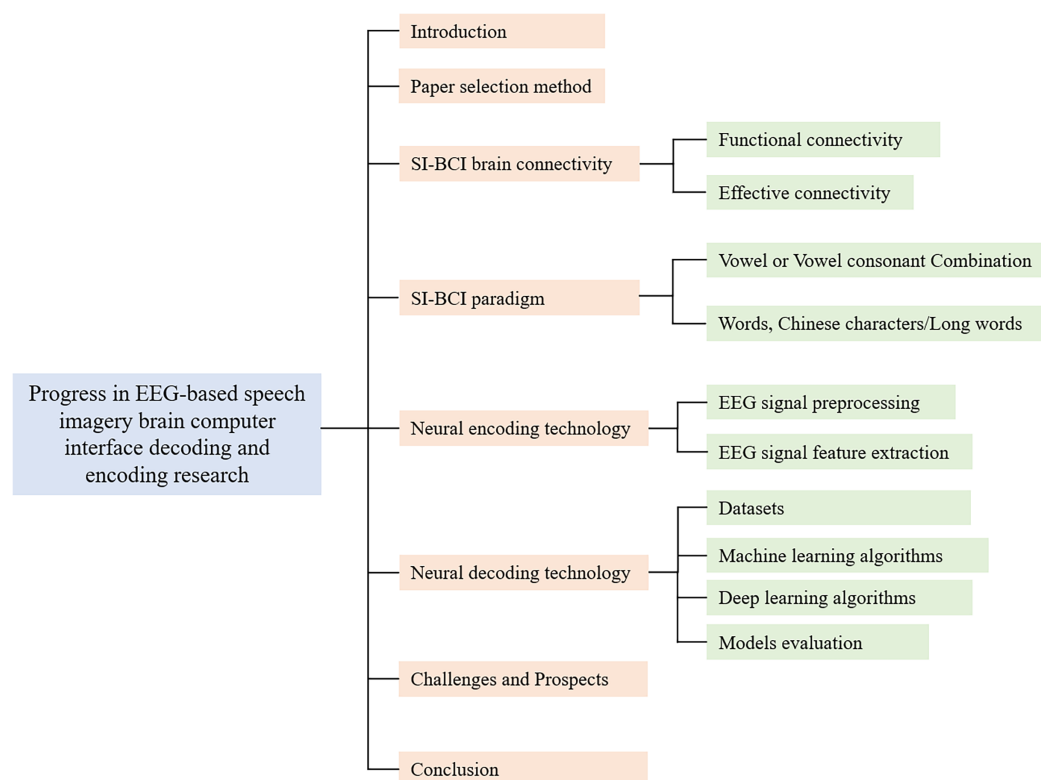 Progress in EEG-based speech
imagery brain computer
interface decoding and
encoding research
Introduction
Paper selection method
SI-BCI brain connectivity
Functional connectivity
Effective connectivity
SI-BCI paradigm
Vowel or Vowel consonant Combination
Words, Chinese characters/Long words
Neural encoding technology
EEG signal preprocessing
EEG signal feature extraction
Neural decoding technology
Datasets
Machine learning algorithms
Deep learning algorithms
Models evaluation
Challenges and Prospects
Conclusion